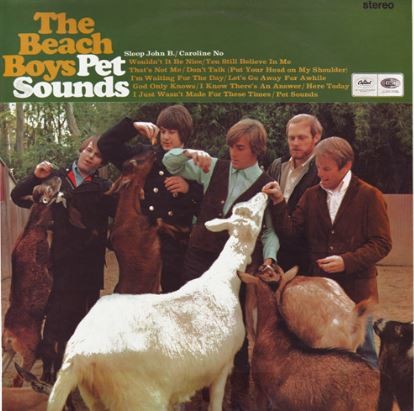 stereo
The
Beach
Boys Pet
Sounds
Sloop John B./Caroline No
Wouldn't It Be Nice/You Still Believe In Me
That's Not Me/Don't Talk (Put Your Head on My Shoulder)
I'm Waiting For The Day/Let's Go Away For Awhile
God Only Knows/I Know There's An Answer/Here Today
I Just Wasn't Made For These Times/Pet Sounds
Capitol